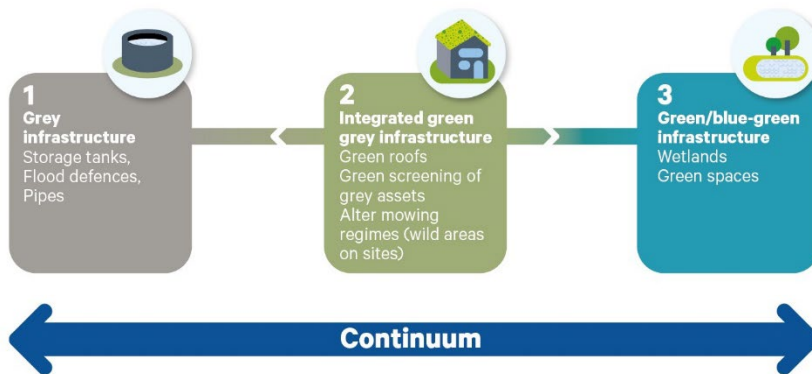 1
Grey
infrastructure
Storage tanks,
Flood defences,
Pipes
2
Integrated green
grey infrastructure
Green roofs
Green screening of
grey assets
Alter mowing
regimes (wild areas
on sites)
3
Green/blue-green
infrastructure
Wetlands
Green spaces
Continuum